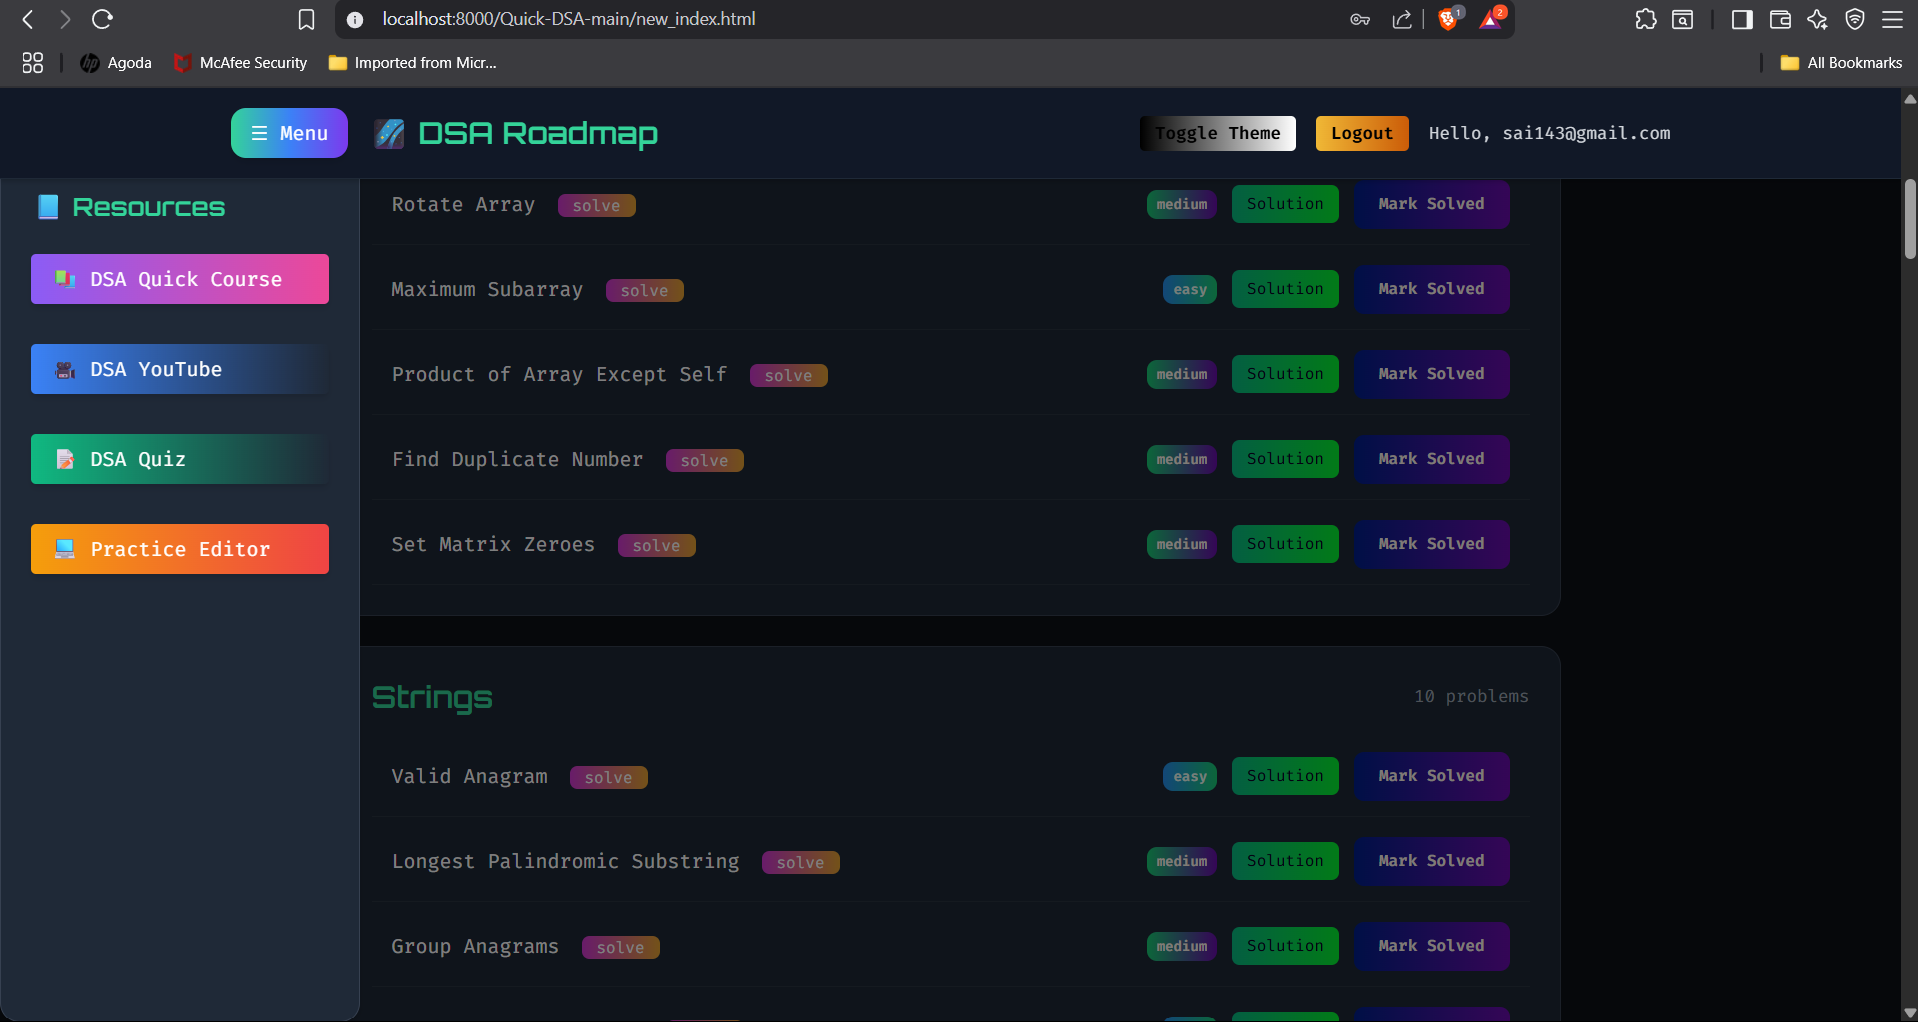 localhost:8000/Quick-DSA-main/new_index.html
1
2
Agoda
McAfee Security
Imported from Micr...
All Bookmarks
☰ Menu
DSA Roadmap
Toggle Theme
Logout
Hello, sai143@gmail.com
Resources
DSA Quick Course
DSA YouTube
DSA Quiz
Practice Editor
Rotate Array solve medium Solution Mark Solved
Maximum Subarray solve easy Solution Mark Solved
Product of Array Except Self solve medium Solution Mark Solved
Find Duplicate Number solve medium Solution Mark Solved
Set Matrix Zeroes solve medium Solution Mark Solved
Strings 10 problems
Valid Anagram solve easy Solution Mark Solved
Longest Palindromic Substring solve medium Solution Mark Solved
Group Anagrams solve medium Solution Mark Solved